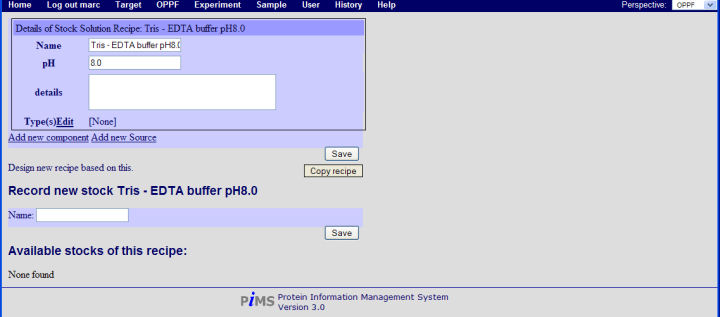 Home Log out marc Target OPPF Experiment Sample User History Help Perspective: OPPF
Details of Stock Solution Recipe: Tris - EDTA buffer pH8.0
Name Tris - EDTA buffer pH8.0
pH 8.0
details
Type(s)Edit [None]
Add new component Add new Source
Save
Design new recipe based on this. Copy recipe
Record new stock Tris - EDTA buffer pH8.0
Name:
Save
Available stocks of this recipe:
None found
PiMS Protein Information Management System
Version 3.0